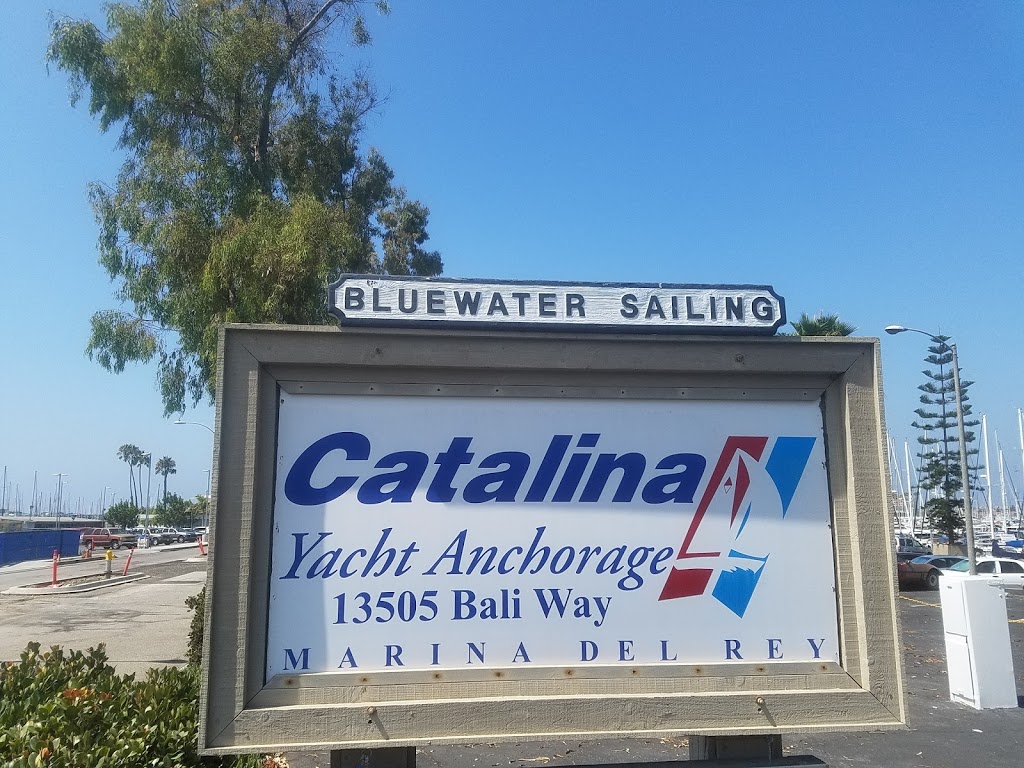 BLUEWATER SAILING
Catalina
Yacht Anchorage
13505 Bali Way
MARINA DEL REY